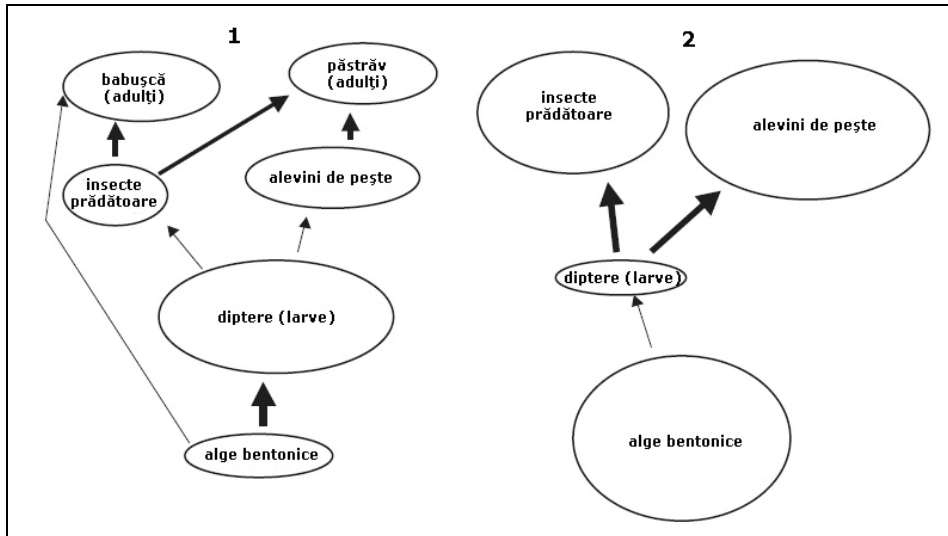 1
babușcă
(adulți)
păstrăv
(adulți)
insecte
prădătoare
alevini de pește
diptere (larve)
alge bentonice
2
insecte
prădătoare
alevini de pește
diptere (larve)
alge bentonice